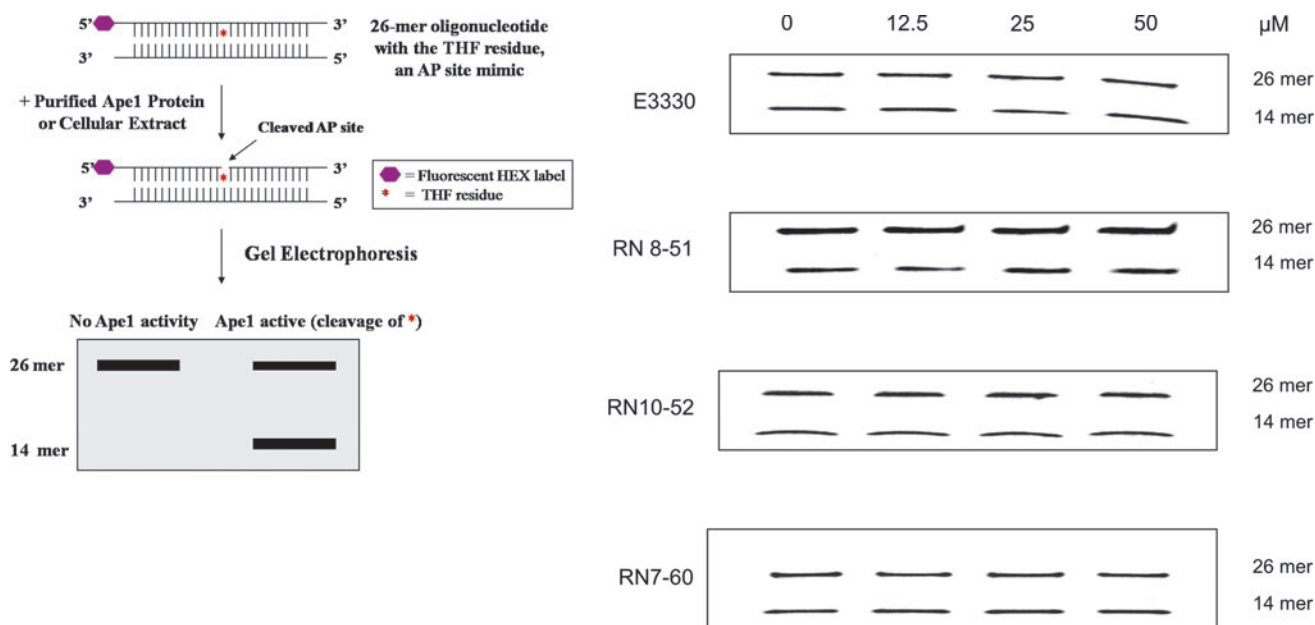 5’ 3’
3’ 5’
26-mer oligonucleotide
with the THF residue,
an AP site mimic
+ Purified Ape1 Protein
or Cellular Extract
Cleaved AP site
5’ 3’
3’ 5’
= Fluorescent HEX label
* = THF residue
Gel Electrophoresis
No Ape1 activity Ape1 active (cleavage of *)
26 mer
14 mer
0 12.5 25 50 µM
E3330
26 mer
14 mer
RN 8-51
26 mer
14 mer
RN10-52
26 mer
14 mer
RN7-60
26 mer
14 mer